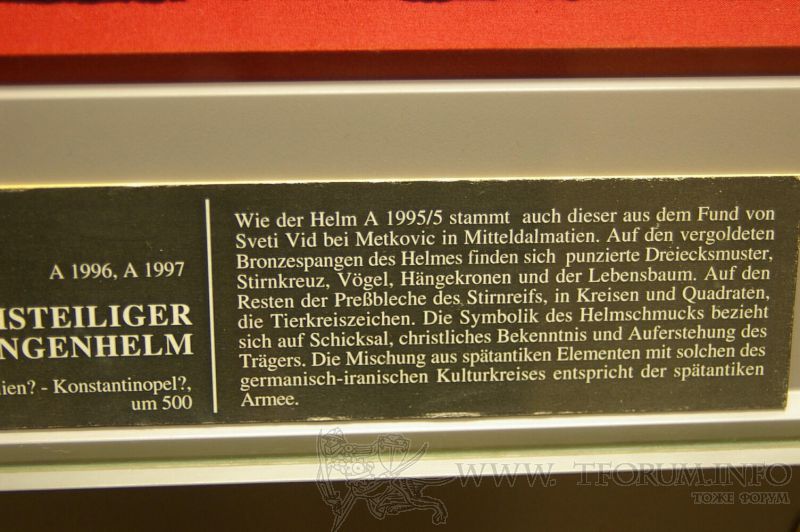 A 1996, A 1997
ISTEILIGER
NGENHELM
ien? - Konstantinopel?,
um 500
Wie der Helm A 1995/5 stammt auch dieser aus dem Fund von
Sveti Vid bei Metkovic in Mitteldalmatien. Auf den vergoldeten
Bronzespangen des Helmes finden sich punzierte Dreiecksmuster,
Stirnkreuz, Vögel, Hängekronen und der Lebensbaum. Auf den
Resten der Preßbleche des Stirnreifs, in Kreisen und Quadraten,
die Tierkreiszeichen. Die Symbolik des Helmschmucks bezieht
sich auf Schicksal, christliches Bekenntnis und Auferstehung des
Trägers. Die Mischung aus spätantiken Elementen mit solchen des
germanisch-iranischen Kulturkreises entspricht der spätantiken
Armee.
WWW.TFORUM.INFO
ТОЖЕ ФОРУМ